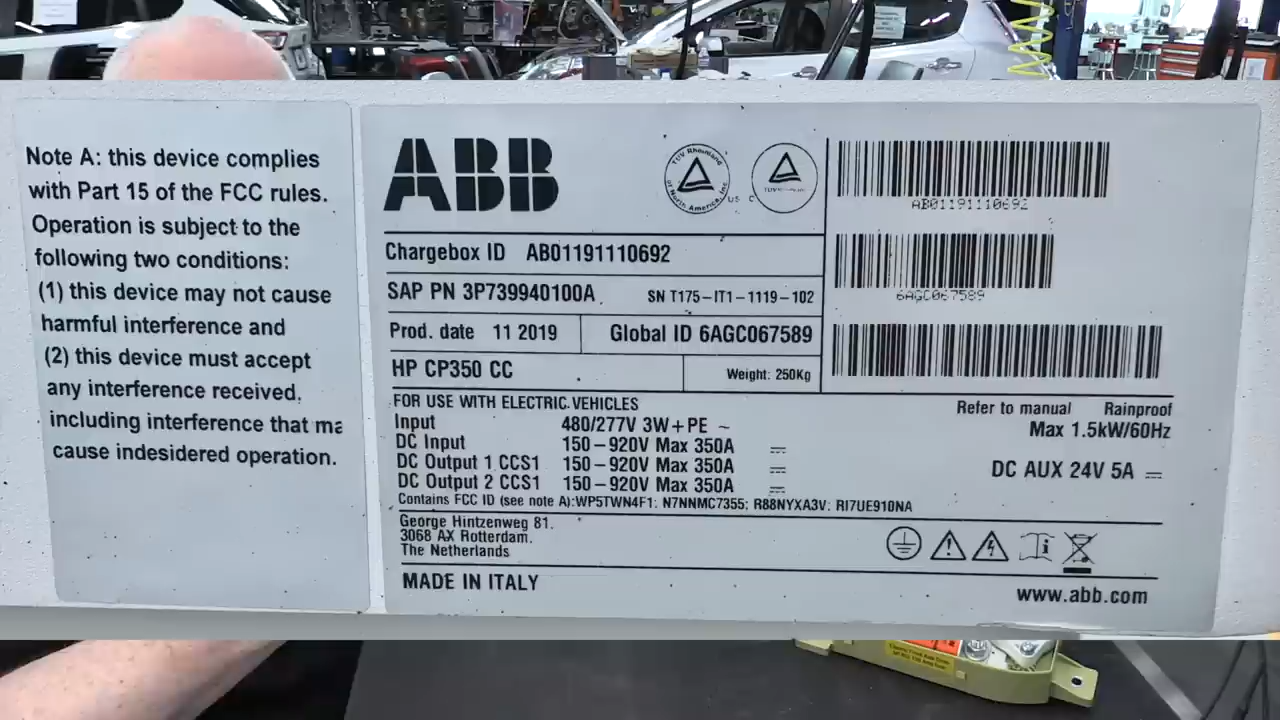 Note A: this device complies
with Part 15 of the FCC rules.
Operation is subject to the
following two conditions:
(1) this device may not cause
harmful interference and
(2) this device must accept
any interference received,
including interference that ma
cause indesidered operation.
ABB
TÜV Rheinland
of North America, Inc.
US
C
Chargebox ID AB01191110692
SAP PN 3P739940100A
SN T175-IT1-1119-102
Prod. date 11 2019
Global ID 6AGC067589
HP CP350 CC
Weight: 250Kg
AB01191110692
6AGC067589
FOR USE WITH ELECTRIC VEHICLES
Input 480/277V 3W+PE ~
DC Input 150-920V Max 350A
DC Output 1 CCS1 150-920V Max 350A
DC Output 2 CCS1 150-920V Max 350A
Contains FCC ID (see note A):WP5TWN4F1; N7NNMC7355; R88NYXA3V; RI7UE910NA
Refer to manual Rainproof
Max 1.5kW/60Hz
DC AUX 24V 5A
George Hintzenweg 81.
3068 AX Rotterdam.
The Netherlands
MADE IN ITALY
www.abb.com